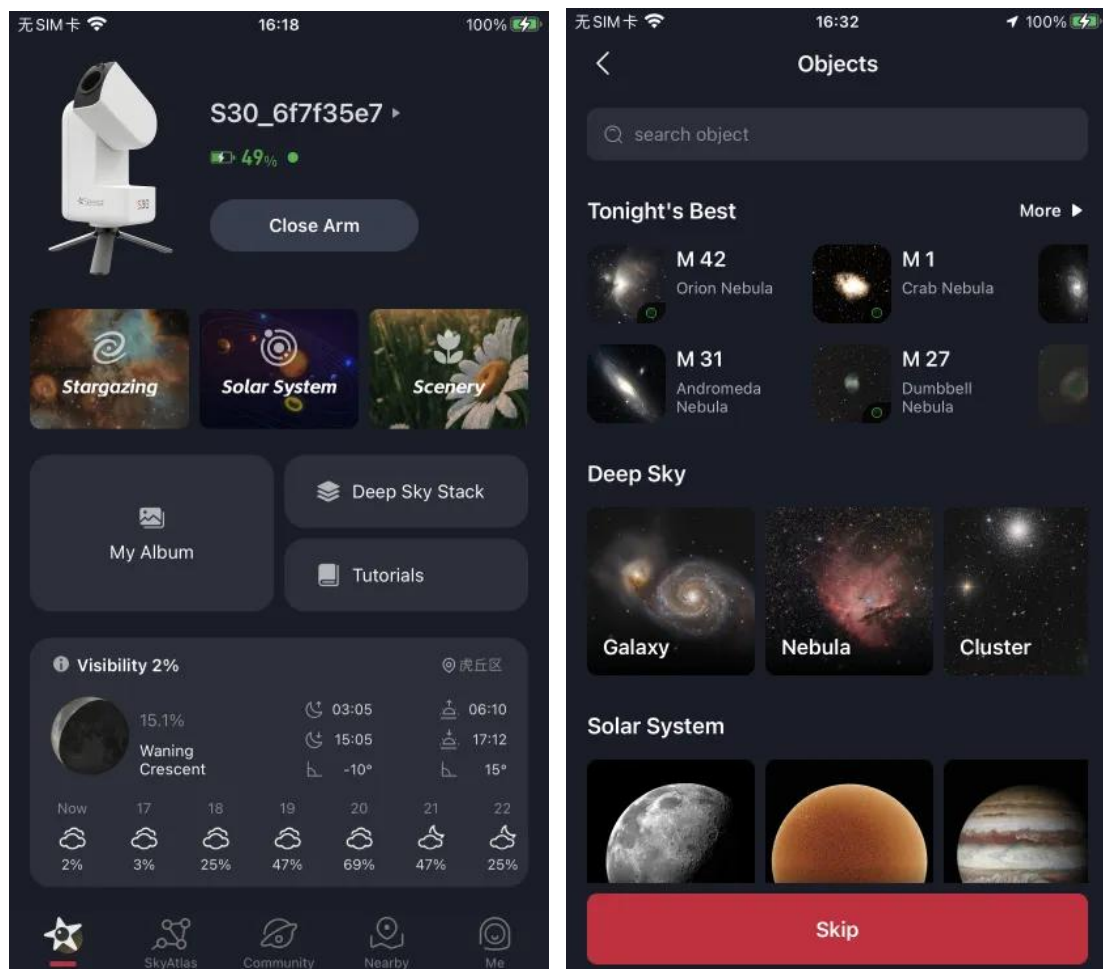 无SIM卡
16:18
100%
S30_6f7f35e7
49%
Close Arm
Seestar
S30
Stargazing
Solar System
Scenery
My Album
Deep Sky Stack
Tutorials
Visibility 2%
虎丘区
15.1%
Waning
Crescent
03:05
06:10
15:05
17:12
-10°
15°
Now 17 18 19 20 21 22
2% 3% 25% 47% 69% 47% 25%
SkyAtlas
Community
Nearby
Me
无SIM卡
16:32
100%
Objects
search object
Tonight's Best
More
M 42
Orion Nebula
M 1
Crab Nebula
M 31
Andromeda
Nebula
M 27
Dumbbell
Nebula
Deep Sky
Galaxy
Nebula
Cluster
Solar System
Skip